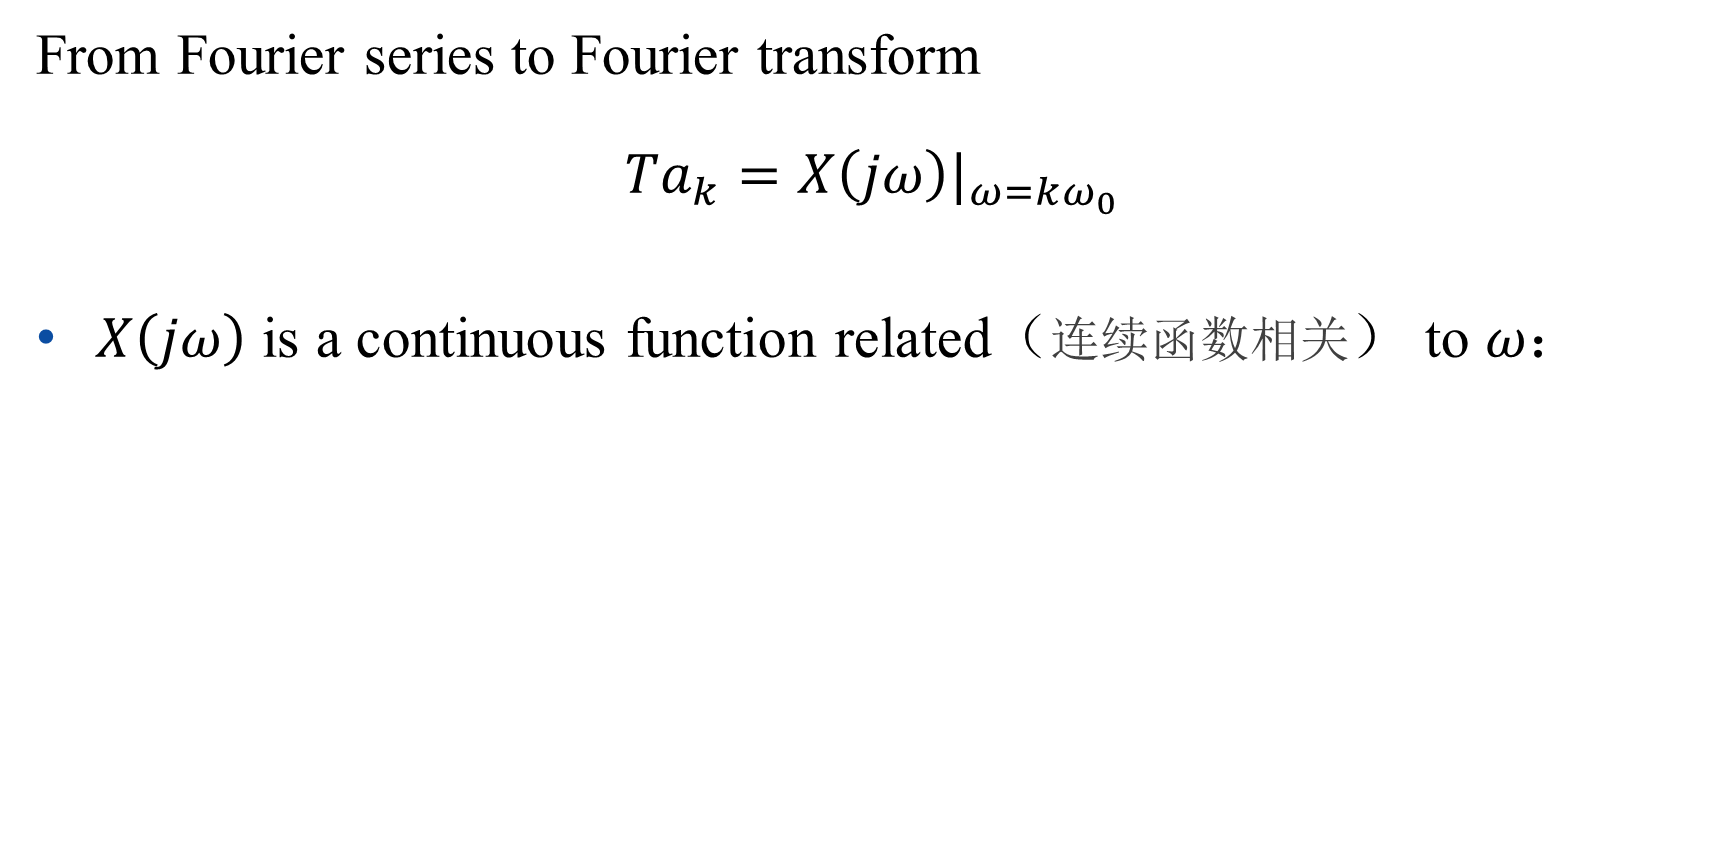 From Fourier series to Fourier transform
Ta_k = X(jω)|_{ω=kω_0}
• X(jω) is a continuous function related（连续函数相关） to ω：